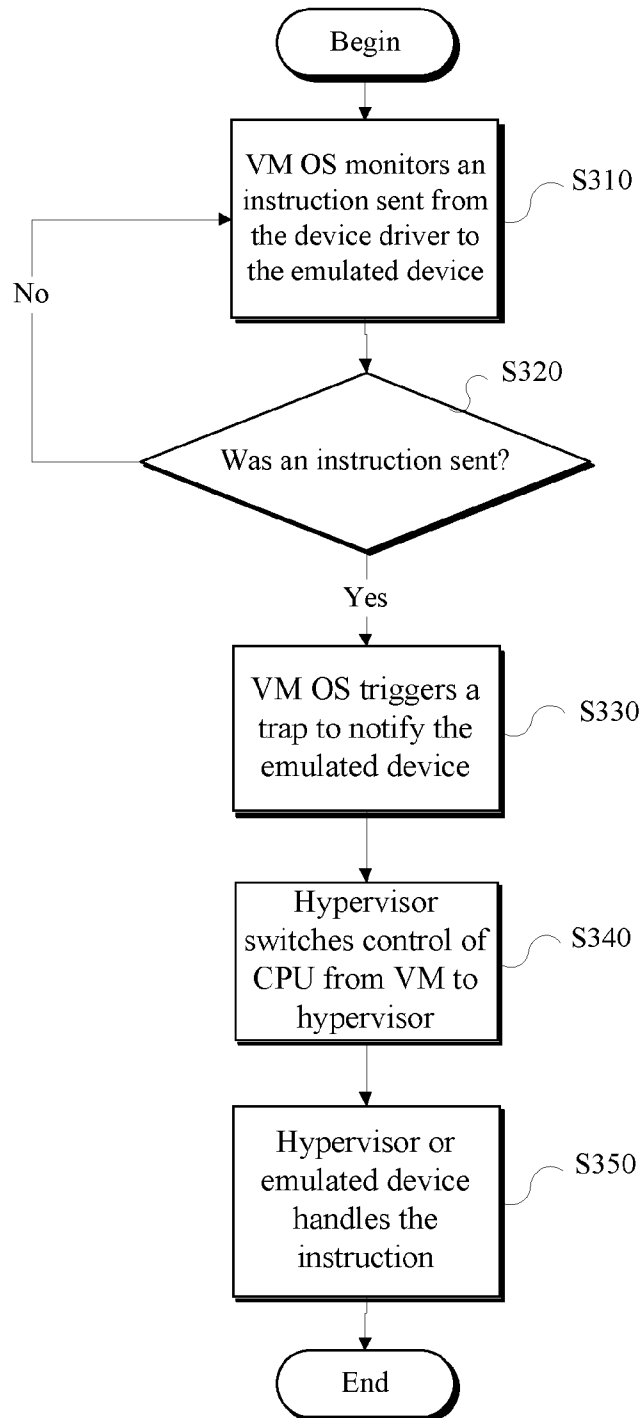 Begin
VM OS monitors an
instruction sent from
the device driver to
the emulated device
S310
No
S320
Was an instruction sent?
Yes
VM OS triggers a
trap to notify the
emulated device
S330
Hypervisor
switches control of
CPU from VM to
hypervisor
S340
Hypervisor or
emulated device
handles the
instruction
S350
End